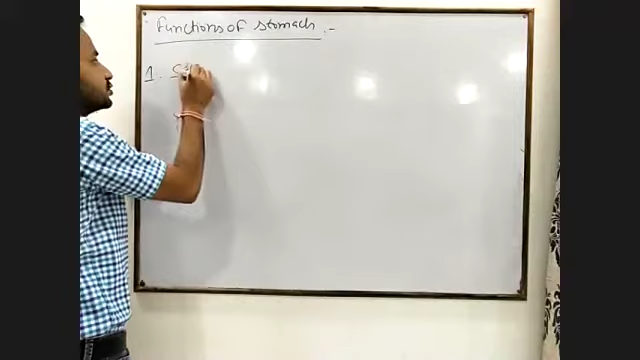 Functions of stomach :-
1.